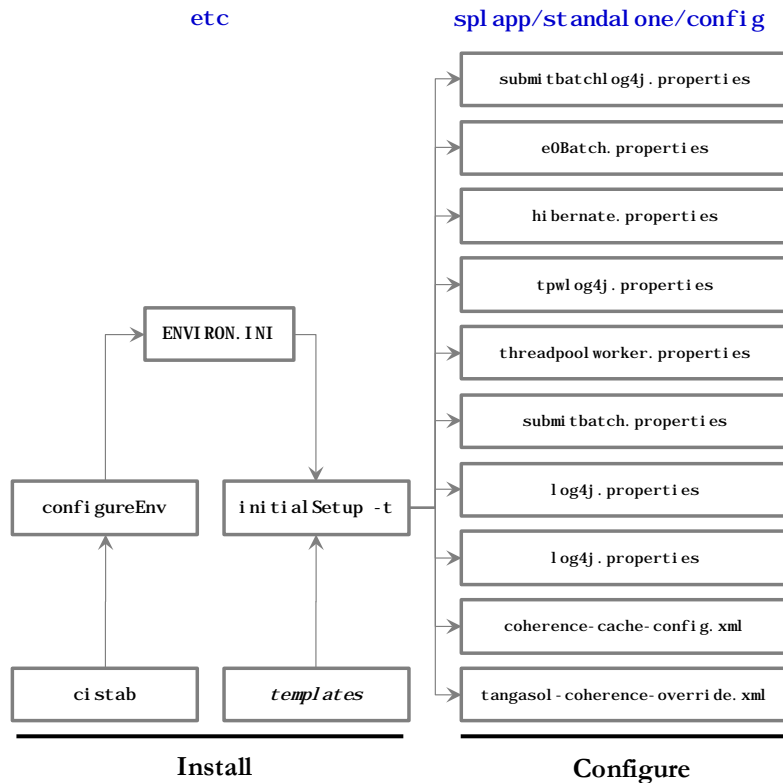 etc
splapp/standalone/config
submitbatchlog4j.properties
e0Batch.properties
hibernate.properties
tpwlog4j.properties
ENVIRON.INI
threadpoolworker.properties
submitbatch.properties
configureEnv
initialSetup -t
log4j.properties
log4j.properties
coherence-cache-config.xml
cistab
templates
tangasol-coherence-override.xml
Install
Configure